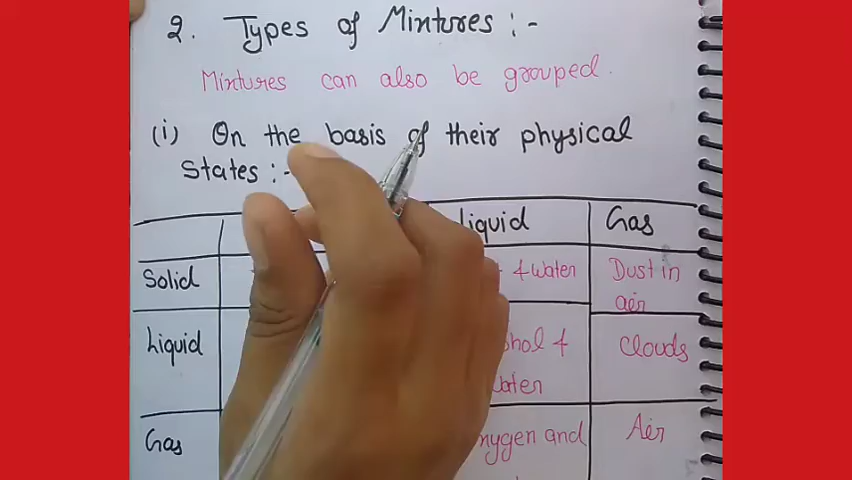 2. Types of Mixtures :-
Mixtures can also be grouped.
(i) On the basis of their physical
States :-
liquid Gas
Solid & water Dust in
air
Liquid & Clouds
water
Gas and Air